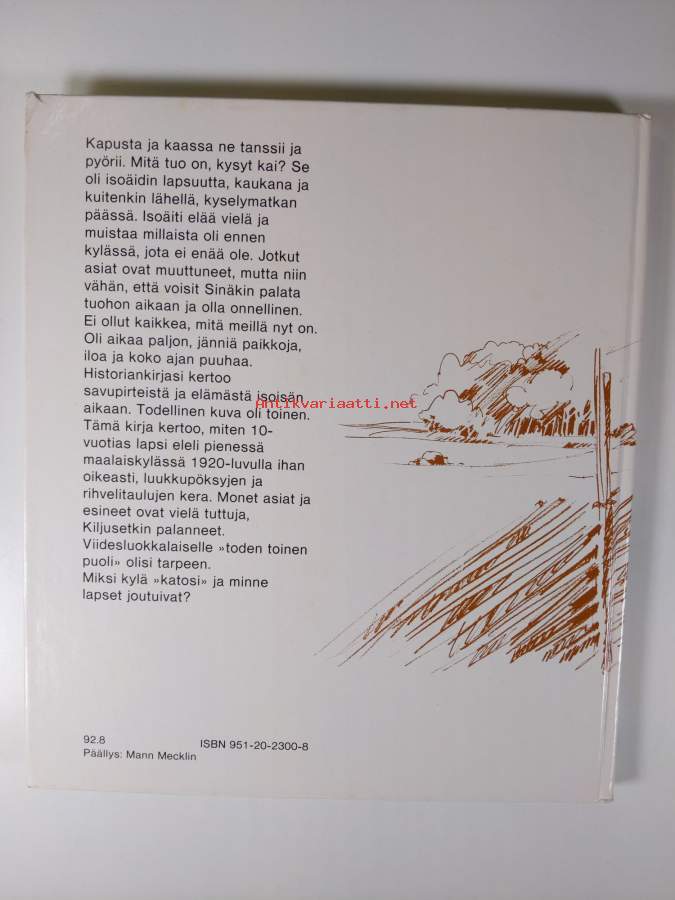 Kapusta ja kaassa ne tanssii ja
pyörii. Mitä tuo on, kysyt kai? Se
oli isoäidin lapsuutta, kaukana ja
kuitenkin lähellä, kyselymatkan
päässä. Isoäiti elää vielä ja
muistaa millaista oli ennen
kylässä, jota ei enää ole. Jotkut
asiat ovat muuttuneet, mutta niin
vähän, että voisit Sinäkin palata
tuohon aikaan ja olla onnellinen.
Ei ollut kaikkea, mitä meillä nyt on.
Oli aikaa paljon, jänniä paikkoja,
iloa ja koko ajan puuhaa.
Historiankirjasi kertoo
savupirteistä ja elämästä isoisän
aikaan. Todellinen kuva oli toinen.
Antikvariaatti.net
Tämä kirja kertoo, miten 10-
vuotias lapsi eleli pienessä
maalaiskylässä 1920-luvulla ihan
oikeasti, luukkupöksyjen ja
rihvelitaulujen kera. Monet asiat ja
esineet ovat vielä tuttuja,
Kiljusetkin palanneet.
Viidesluokkalaiselle »toden toinen
puoli» olisi tarpeen.
Miksi kylä »katosi» ja minne
lapset joutuivat?
92.8
ISBN 951-20-2300-8
Päällys: Mann Mecklin